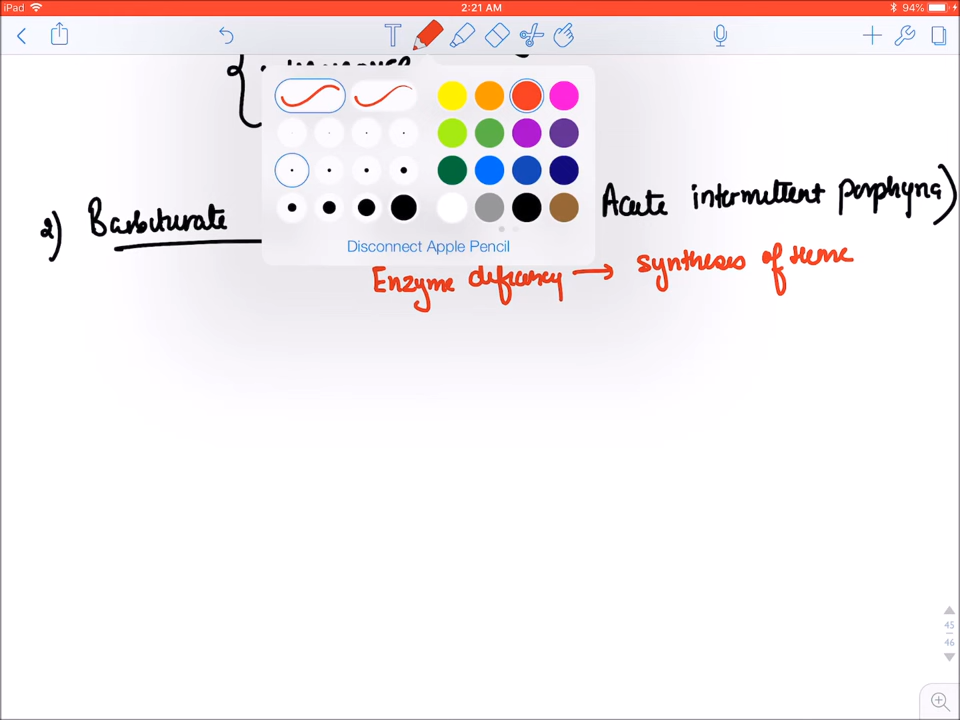 iPad 2:21 AM 94%
T
2) Barbiturate Acute intermittent porphyria)
Disconnect Apple Pencil
Enzyme deficiency → syntheses of Heme
45
46